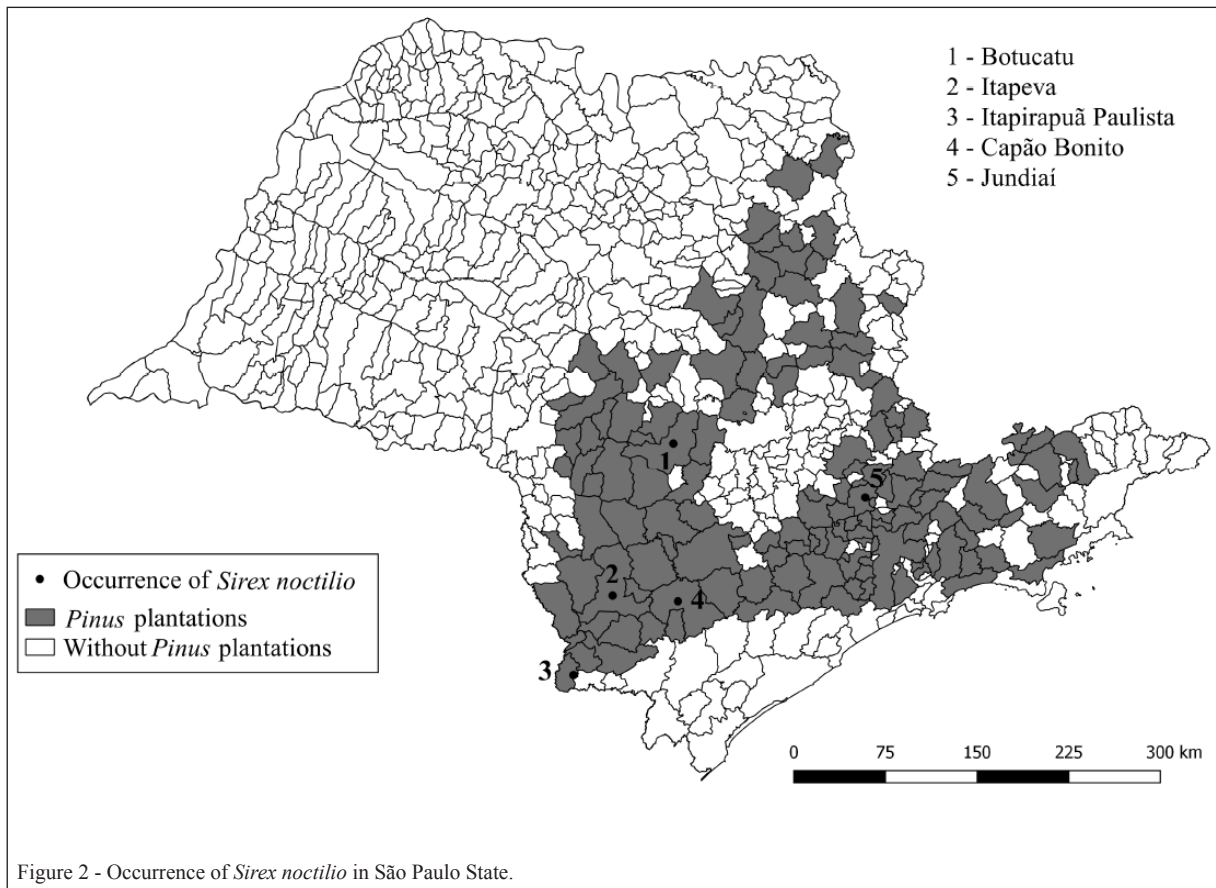 1 - Botucatu
2 - Itapeva
3 - Itapirapuã Paulista
4 - Capão Bonito
5 - Jundiaí
1
5
2
4
3
Occurrence of Sirex noctilio
Pinus plantations
Without Pinus plantations
0 75 150 225 300 km
Figure 2 - Occurrence of Sirex noctilio in São Paulo State.